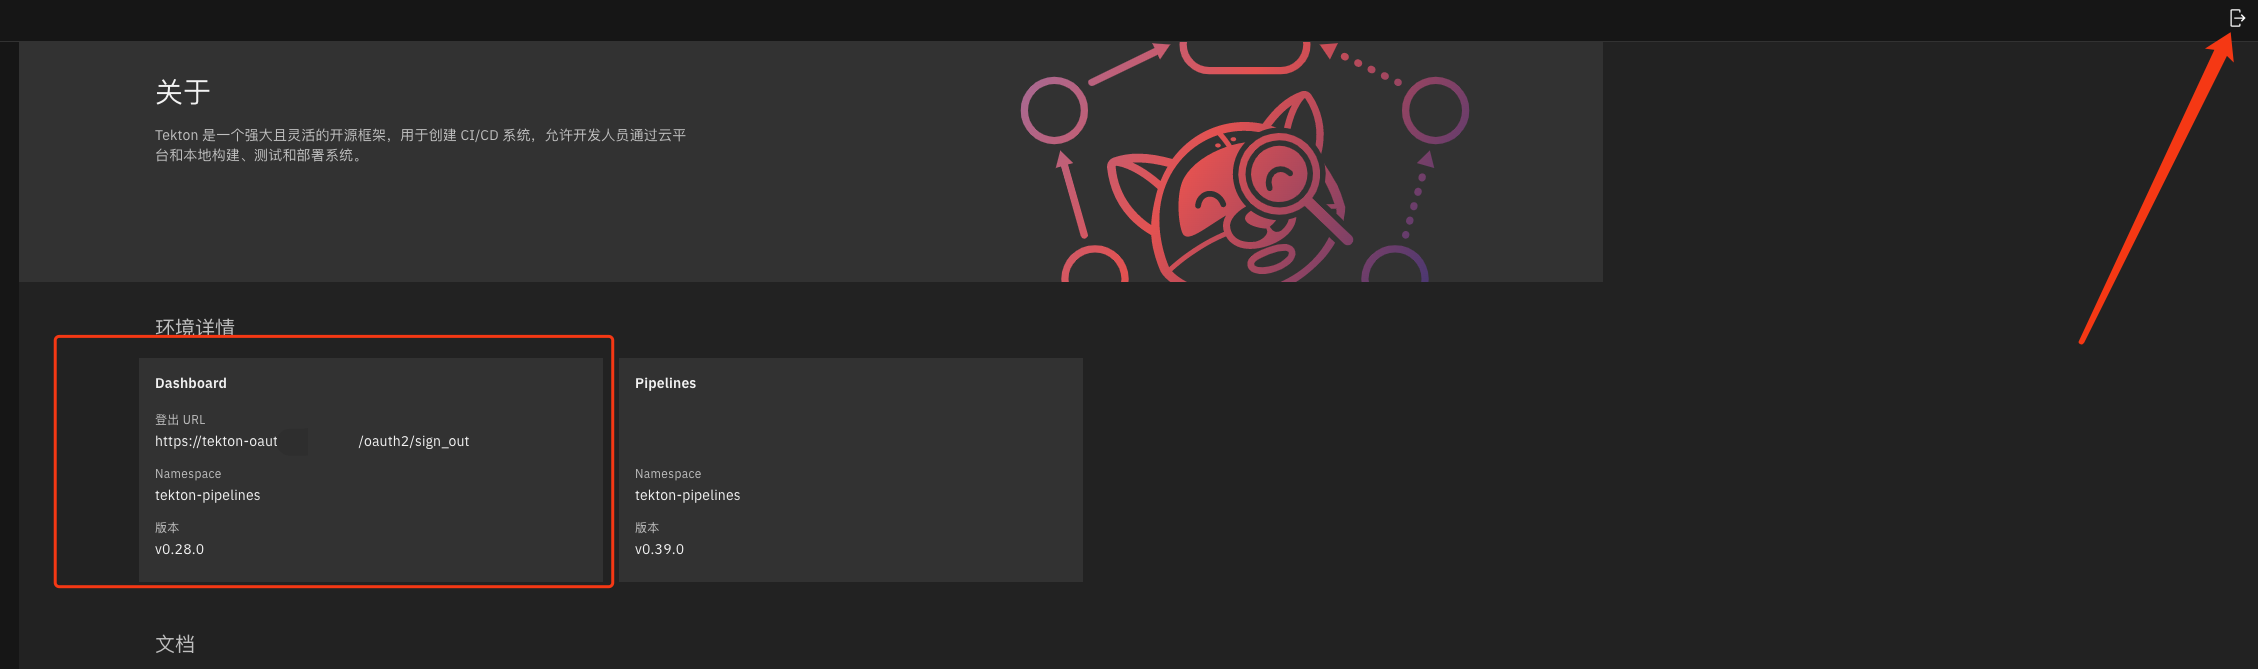 关于
Tekton 是一个强大且灵活的开源框架，用于创建 CI/CD 系统，允许开发人员通过云平
台和本地构建、测试和部署系统。
环境详情
Dashboard
登出 URL
https://tekton-oaut /oauth2/sign_out
Namespace
tekton-pipelines
版本
v0.28.0
Pipelines
Namespace
tekton-pipelines
版本
v0.39.0
文档